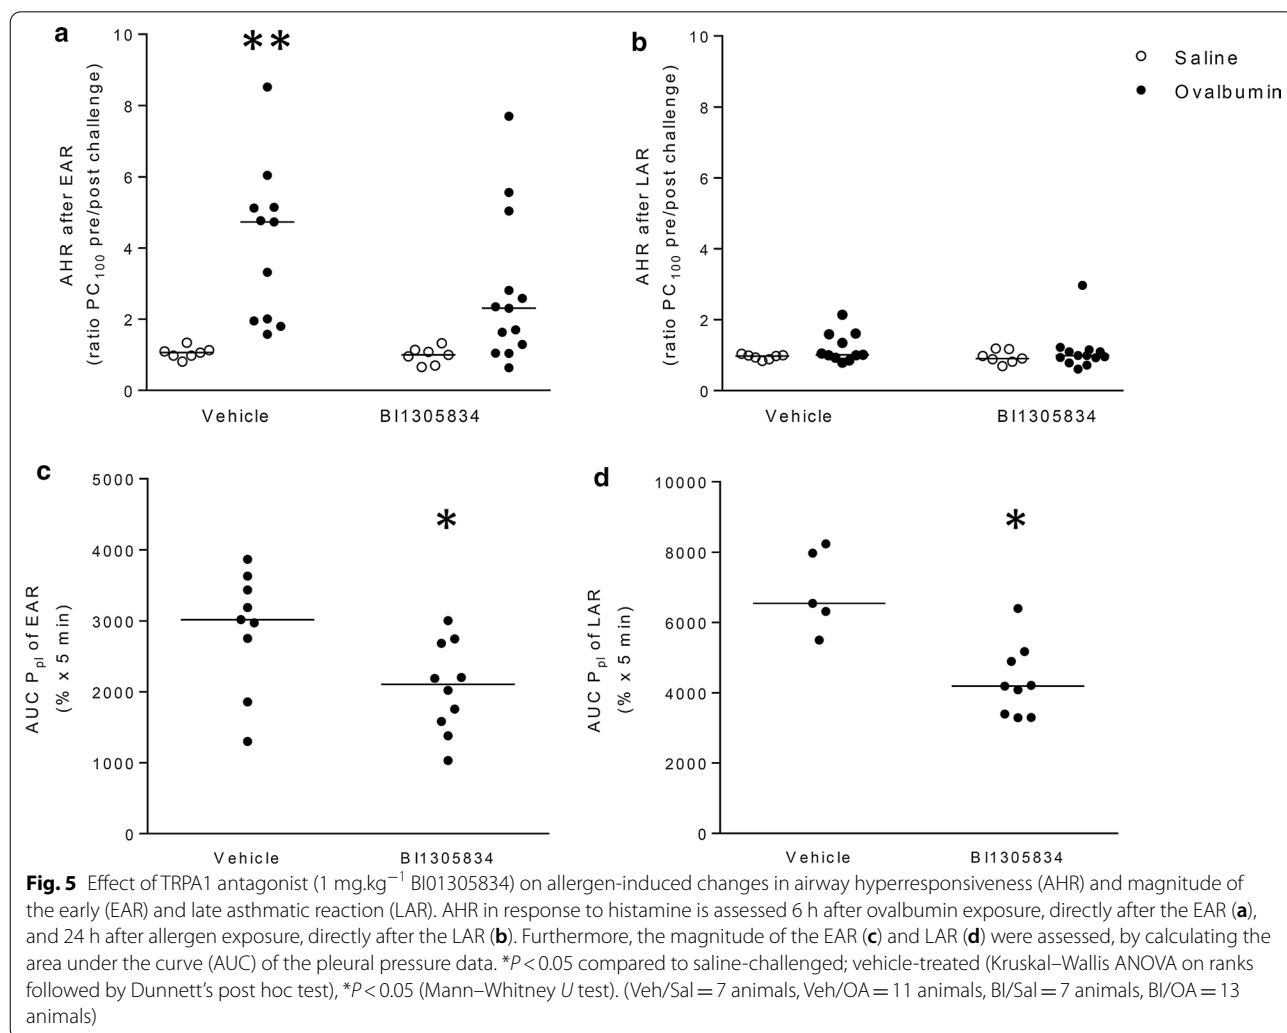 a
**
10
8
6
4
2
0
AHR after EAR
(ratio PC100 pre/post challenge)
Vehicle
BI1305834
b
10
8
6
4
2
0
AHR after LAR
(ratio PC100 pre/post challenge)
Vehicle
BI1305834
Saline
Ovalbumin
c
*
5000
4000
3000
2000
1000
0
AUC Ppl of EAR
(% x 5 min)
Vehicle
BI1305834
d
*
10000
8000
6000
4000
2000
0
AUC Ppl of LAR
(% x 5 min)
Vehicle
BI1305834
Fig. 5 Effect of TRPA1 antagonist (1 mg.kg−1 BI01305834) on allergen-induced changes in airway hyperresponsiveness (AHR) and magnitude of
the early (EAR) and late asthmatic reaction (LAR). AHR in response to histamine is assessed 6 h after ovalbumin exposure, directly after the EAR (a),
and 24 h after allergen exposure, directly after the LAR (b). Furthermore, the magnitude of the EAR (c) and LAR (d) were assessed, by calculating the
area under the curve (AUC) of the pleural pressure data. *P < 0.05 compared to saline-challenged; vehicle-treated (Kruskal–Wallis ANOVA on ranks
followed by Dunnett's post hoc test), *P < 0.05 (Mann–Whitney U test). (Veh/Sal = 7 animals, Veh/OA = 11 animals, BI/Sal = 7 animals, BI/OA = 13
animals)